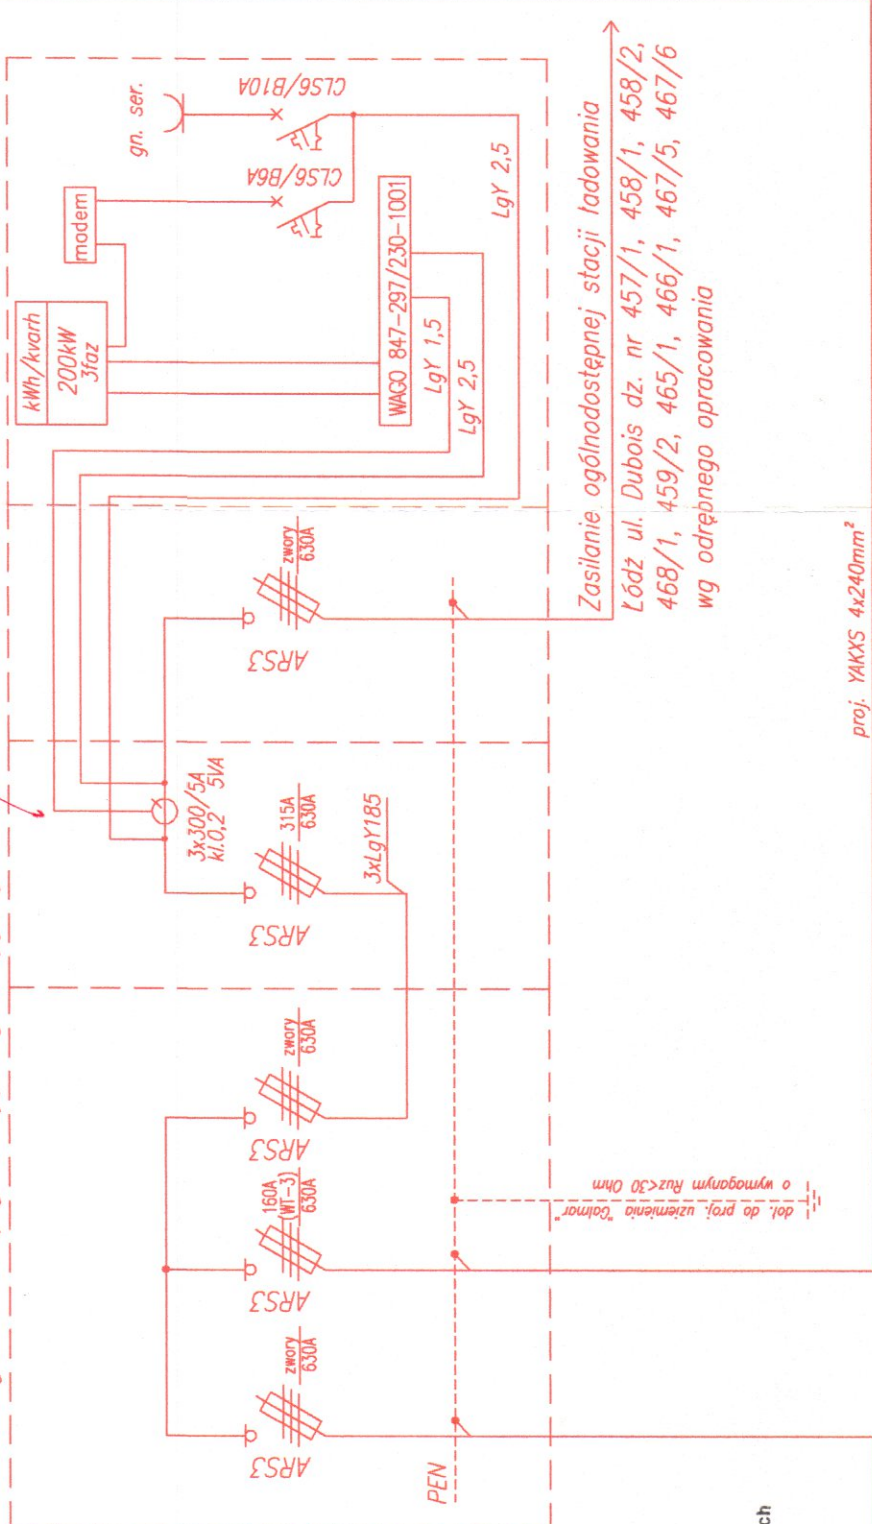 gn. ser.
CLS6/B10A
modem
CLS6/B6A
kWh/kvarh
200kW
3faz
WAGO 847-297/230-1001
LgY 1,5
LgY 2,5
LgY 2,5
zwory
630A
ARS3
3x300/5A
kl.0,2 5VA
315A
630A
ARS3
3xLgY185
zwory
630A
ARS3
160A
(WT-3)
630A
ARS3
zwory
630A
ARS3
PEN
dot. do proj. uziemienia "Galmar"
o wymaganym Ruz<30 Ohm
Zasilanie ogólnodostępnej stacji ładowania
Łódź ul. Dubois dz. nr 457/1, 458/1, 458/2,
468/1, 459/2, 465/1, 466/1, 467/5, 467/6
wg odrębnego opracowania
proj. YAKXS 4x240mm²
ch